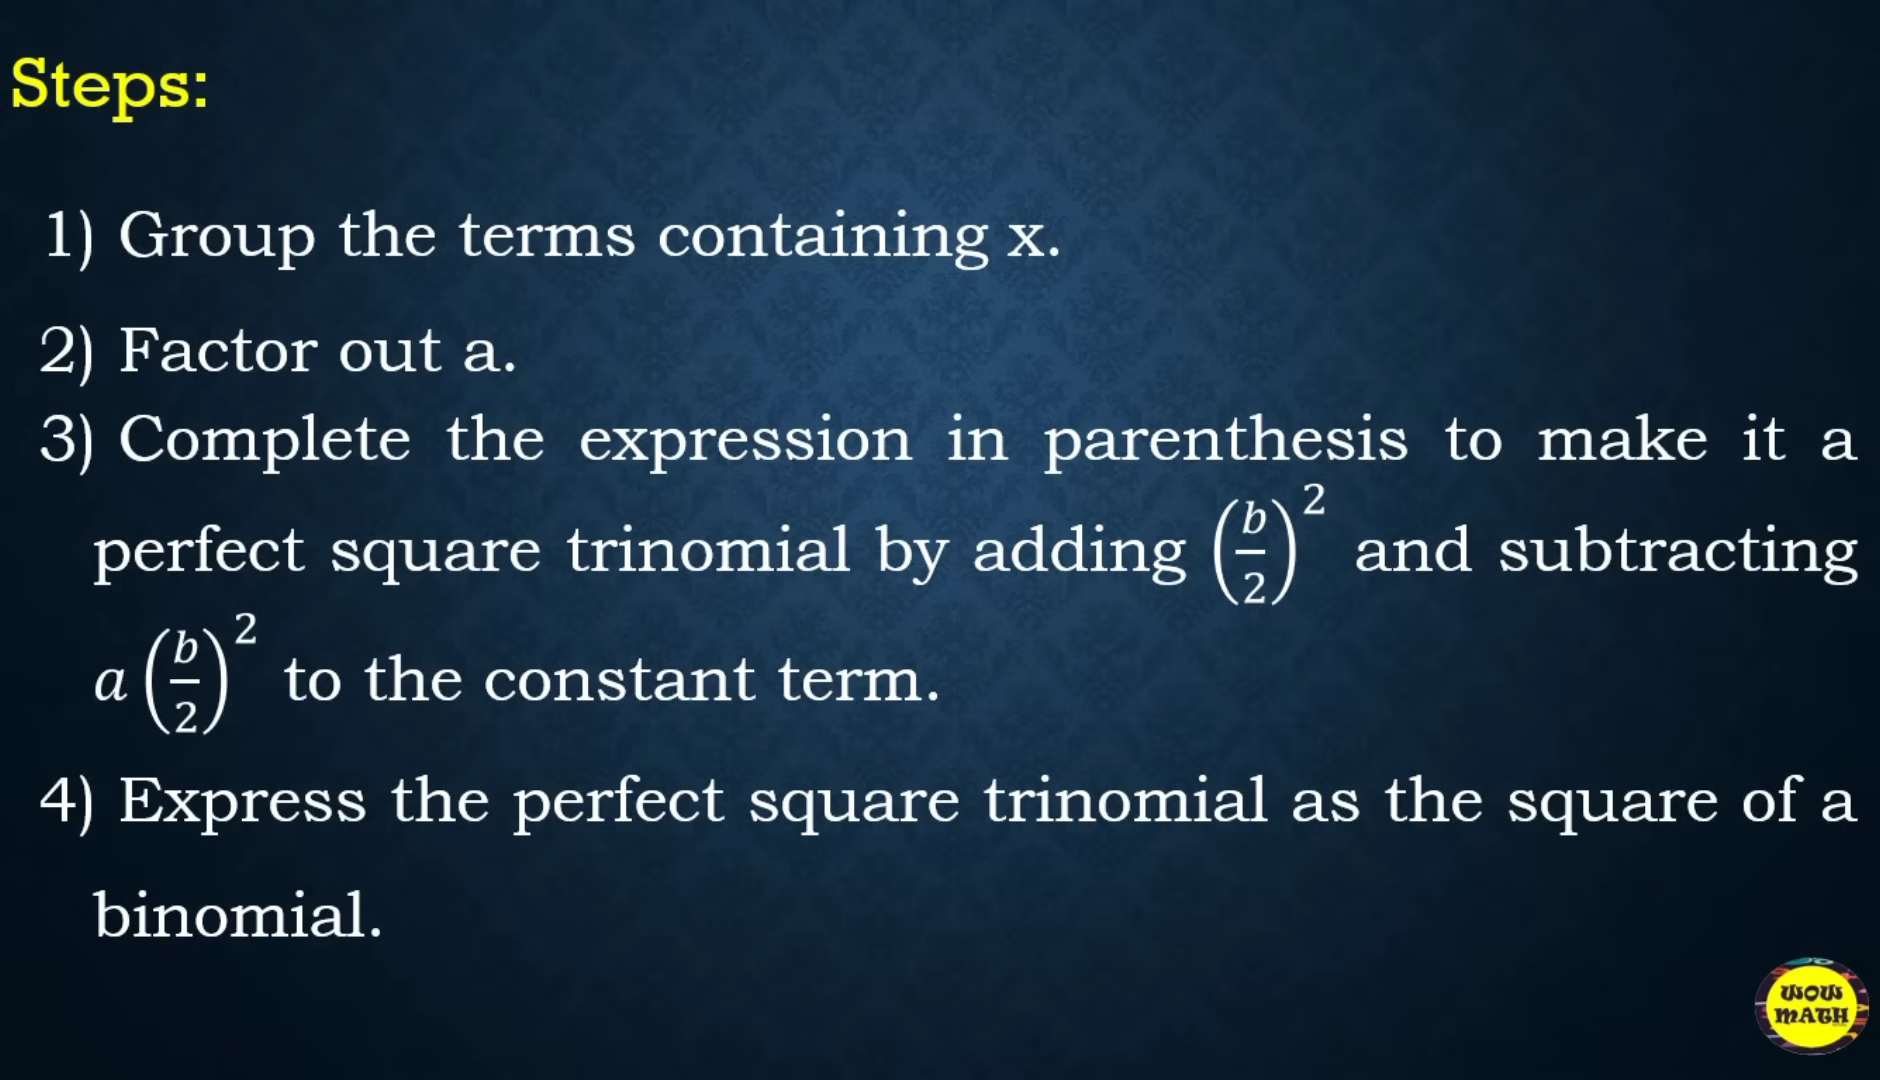 Steps:
1) Group the terms containing x.
2) Factor out a.
3) Complete the expression in parenthesis to make it a
perfect square trinomial by adding (b/2)² and subtracting
a(b/2)² to the constant term.
4) Express the perfect square trinomial as the square of a
binomial.
WOW
MATH